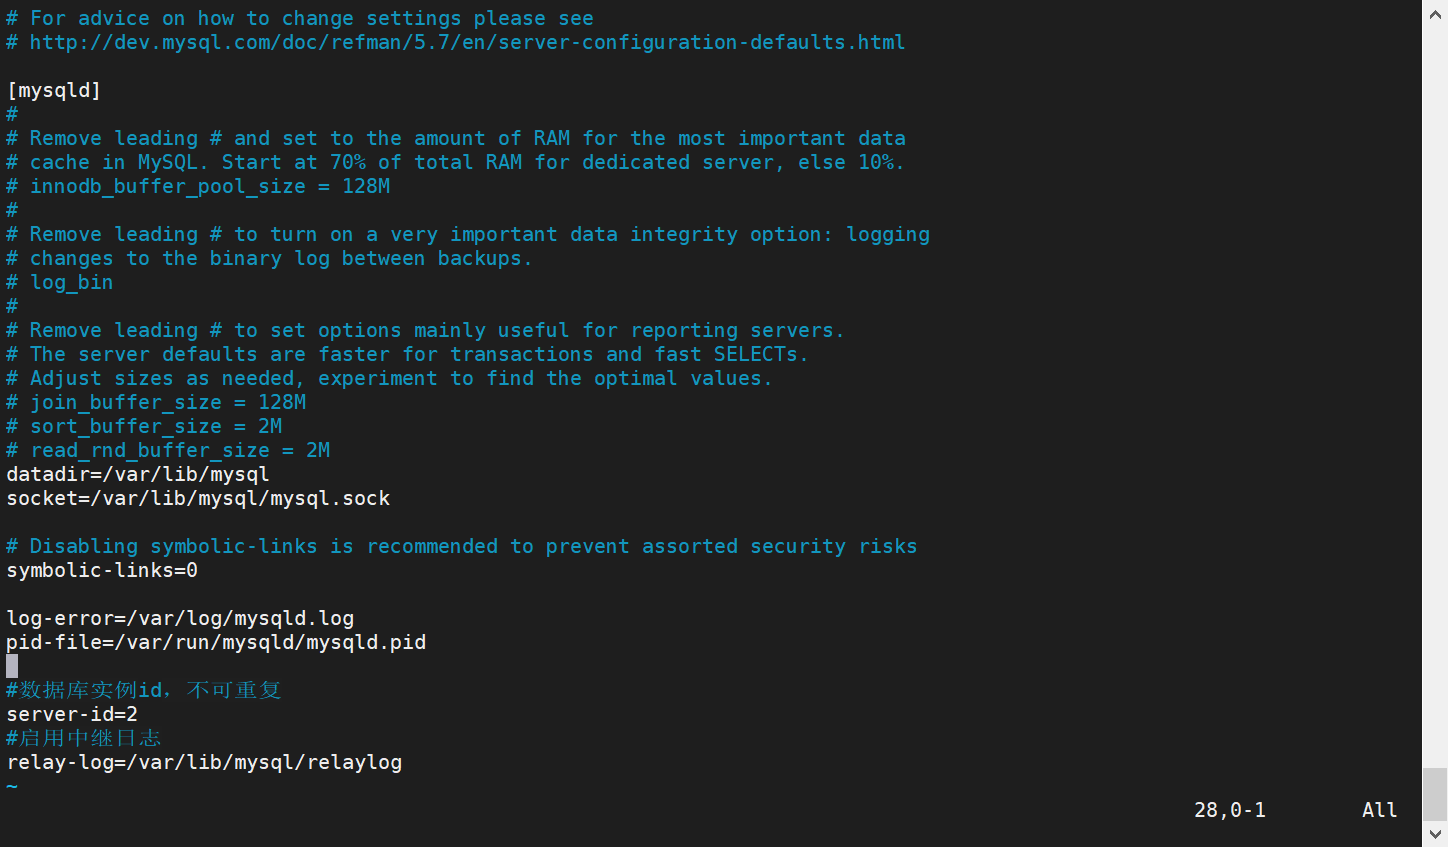 # For advice on how to change settings please see
# http://dev.mysql.com/doc/refman/5.7/en/server-configuration-defaults.html
[mysqld]
#
# Remove leading # and set to the amount of RAM for the most important data
# cache in MySQL. Start at 70% of total RAM for dedicated server, else 10%.
# innodb_buffer_pool_size = 128M
#
# Remove leading # to turn on a very important data integrity option: logging
# changes to the binary log between backups.
# log_bin
#
# Remove leading # to set options mainly useful for reporting servers.
# The server defaults are faster for transactions and fast SELECTs.
# Adjust sizes as needed, experiment to find the optimal values.
# join_buffer_size = 128M
# sort_buffer_size = 2M
# read_rnd_buffer_size = 2M
datadir=/var/lib/mysql
socket=/var/lib/mysql/mysql.sock
# Disabling symbolic-links is recommended to prevent assorted security risks
symbolic-links=0
log-error=/var/log/mysqld.log
pid-file=/var/run/mysqld/mysqld.pid
#数据库实例id，不可重复
server-id=2
#启用中继日志
relay-log=/var/lib/mysql/relaylog
~
28,0-1 All